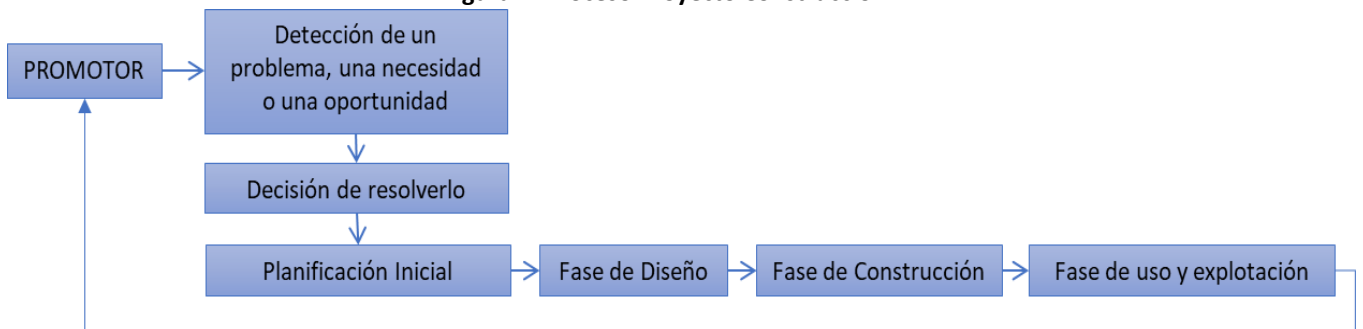 PROMOTOR
Detección de un
problema, una necesidad
o una oportunidad
Decisión de resolverlo
Planificación Inicial
Fase de Diseño
Fase de Construcción
Fase de uso y explotación